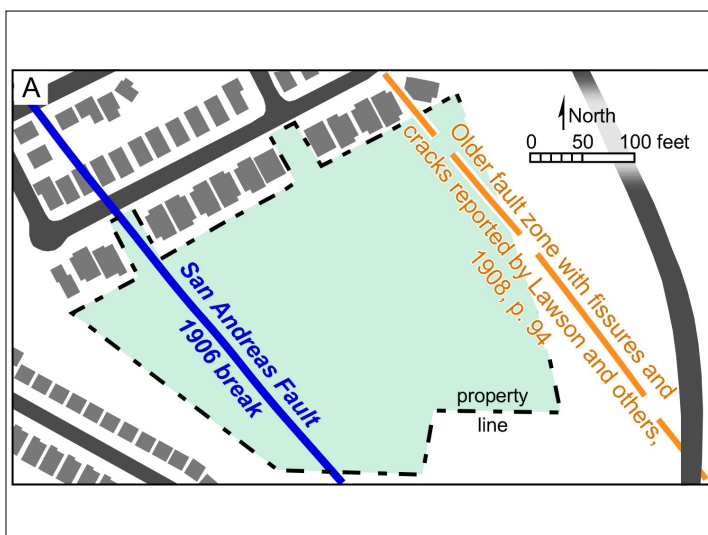 A
North
0 50 100 feet
Older fault zone with fissures and
cracks reported by Lawson and others,
1908, p. 94
San Andreas Fault
1906 break
property
line